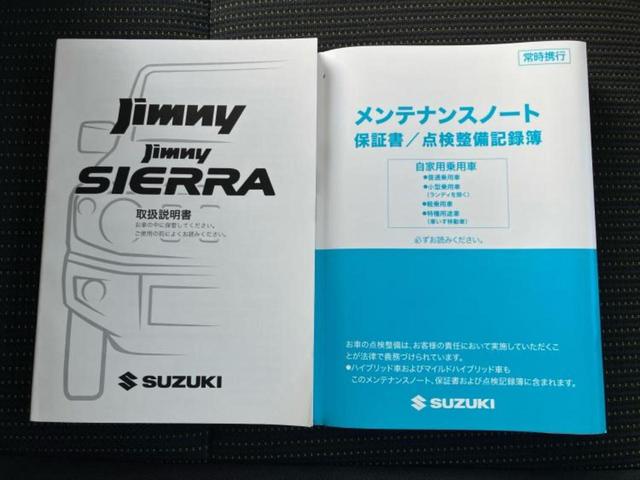 Jimny
Jimny
SIERRA
取扱説明書
お車の中に保管してください。
ご使用の前によくお読みください。
SUZUKI
常時携行
メンテナンスノート
保証書／点検整備記録簿
自家用乗用車
●普通乗用車
●小型乗用車
（ランディを除く）
●軽乗用車
●特種用途車
（車いす移動車）
必ずお読みください。
お車の点検整備は、お客様の責任において実施していただくこ
とが法律で義務づけられています。
●ハイブリッド車およびマイルドハイブリッド車も
このメンテナンスノート、保証書および点検記録簿に含まれます。
SUZUKI